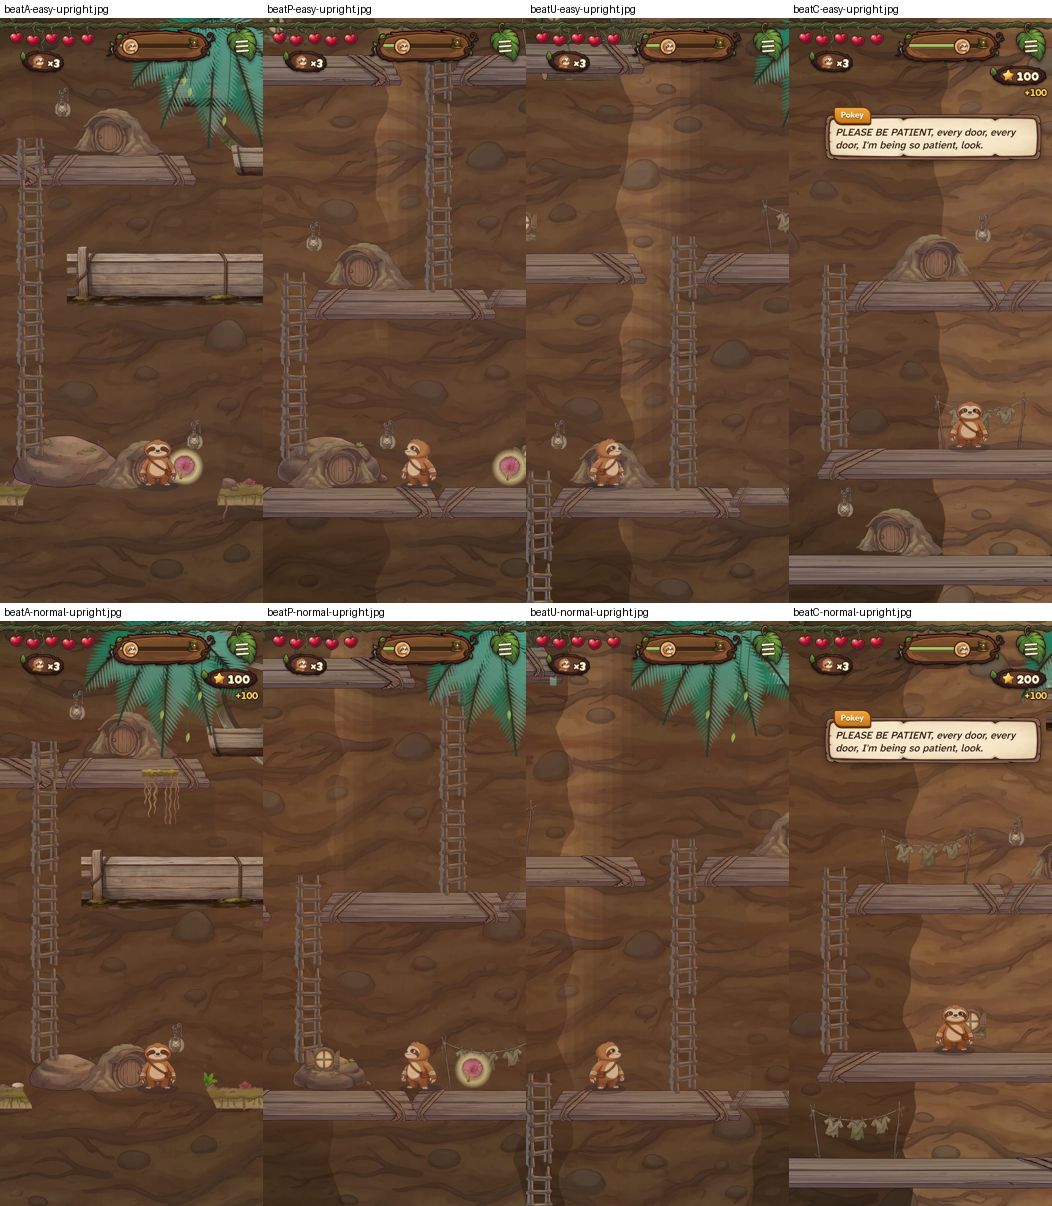 beatA-easy-upright.jpg
beatP-easy-upright.jpg
beatU-easy-upright.jpg
beatC-easy-upright.jpg
×3
×3
×3
×3
100
+100
Pokey
PLEASE BE PATIENT, every door, every
door, I'm being so patient, look.
beatA-normal-upright.jpg
beatP-normal-upright.jpg
beatU-normal-upright.jpg
beatC-normal-upright.jpg
×3
100
+100
×3
×3
×3
200
+100
Pokey
PLEASE BE PATIENT, every door, every
door, I'm being so patient, look.